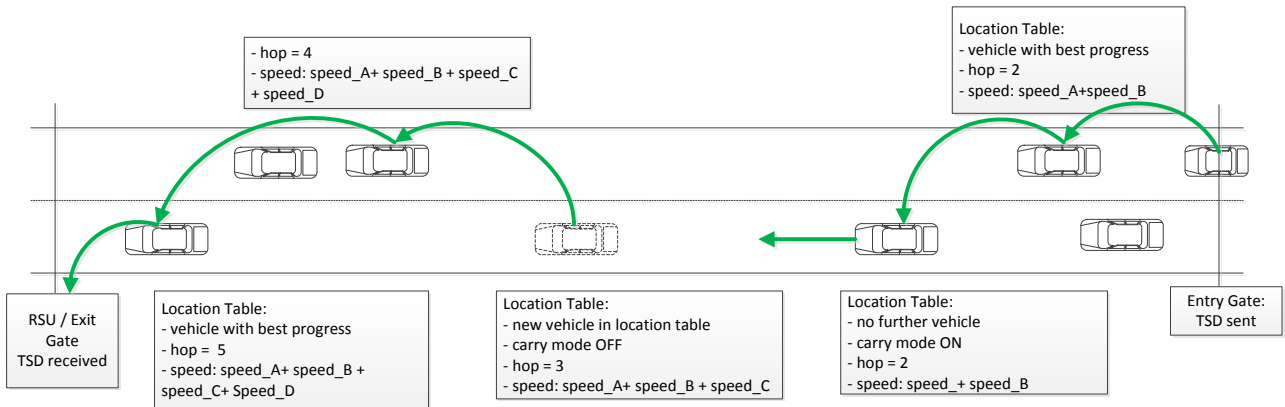 - hop = 4
- speed: speed_A+ speed_B + speed_C
+ speed_D
Location Table:
- vehicle with best progress
- hop = 2
- speed: speed_A+speed_B
RSU / Exit
Gate
TSD received
Location Table:
- vehicle with best progress
- hop =  5
- speed: speed_A+ speed_B +
speed_C+ Speed_D
Location Table:
- new vehicle in location table
- carry mode OFF
- hop = 3
- speed: speed_A+ speed_B + speed_C
Location Table:
- no further vehicle
- carry mode ON
- hop = 2
- speed: speed_+ speed_B
Entry Gate:
TSD sent